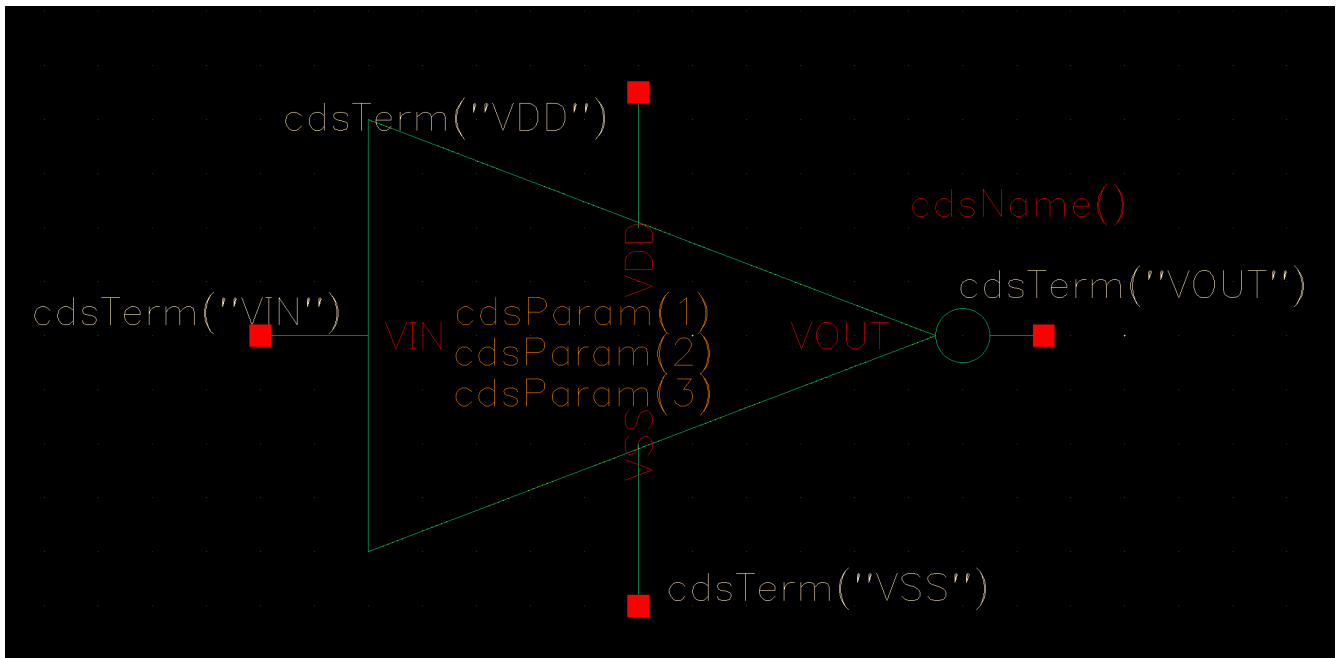 cdsTerm("VDD")
cdsName()
VDD
cdsTerm("VOUT")
cdsTerm("VIN")
cdsParam(1)
VIN
VOUT
cdsParam(2)
cdsParam(3)
VSS
cdsTerm("VSS")